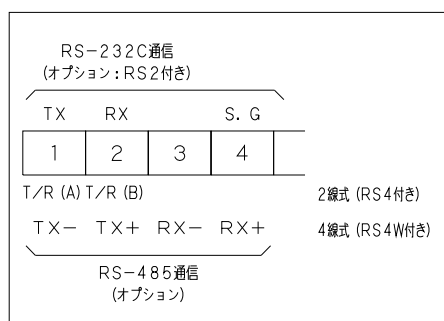 RS-232C通信
(オプション:RS2付き)
TX RX S. G
1 2 3 4
T/R (A) T/R (B) 2線式 (RS4付き)
TX- TX+ RX- RX+ 4線式 (RS4W付き)
RS-485通信
(オプション)